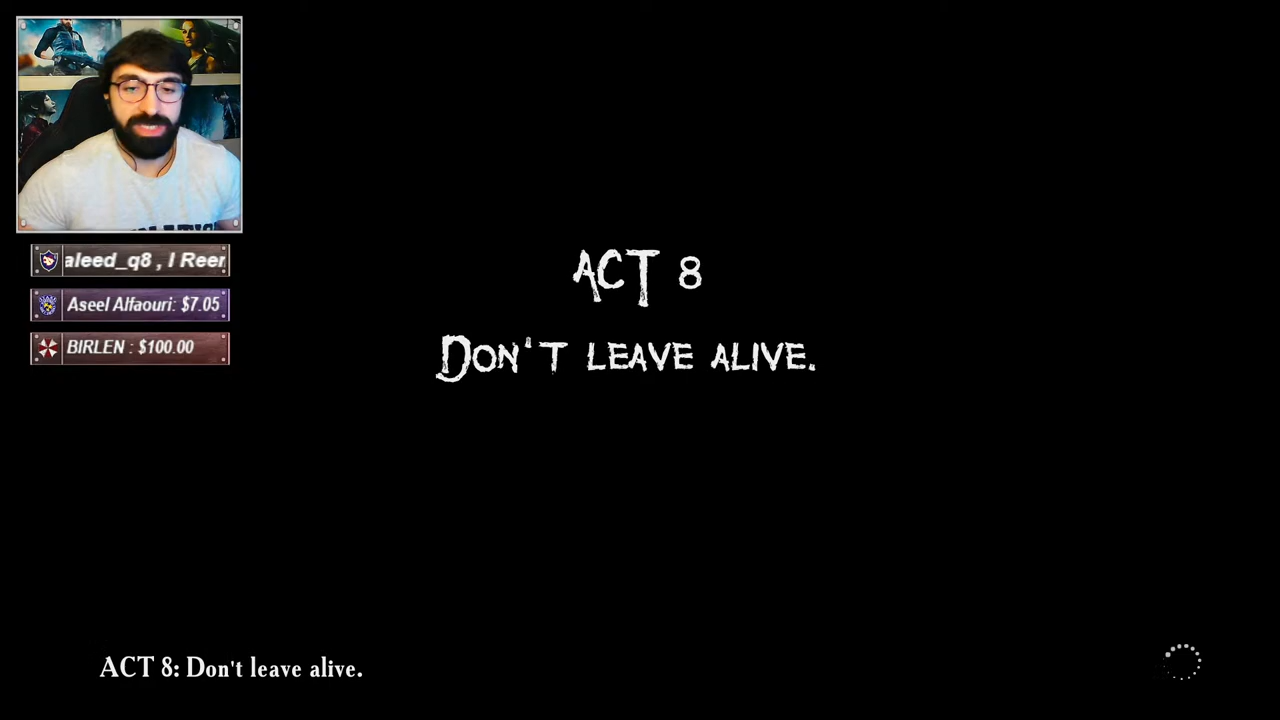 aleed_q8 , I Reer
Aseel Alfaouri: $7.05
BIRLEN : $100.00
ACT 8
DON'T LEAVE ALIVE.
ACT 8: Don't leave alive.